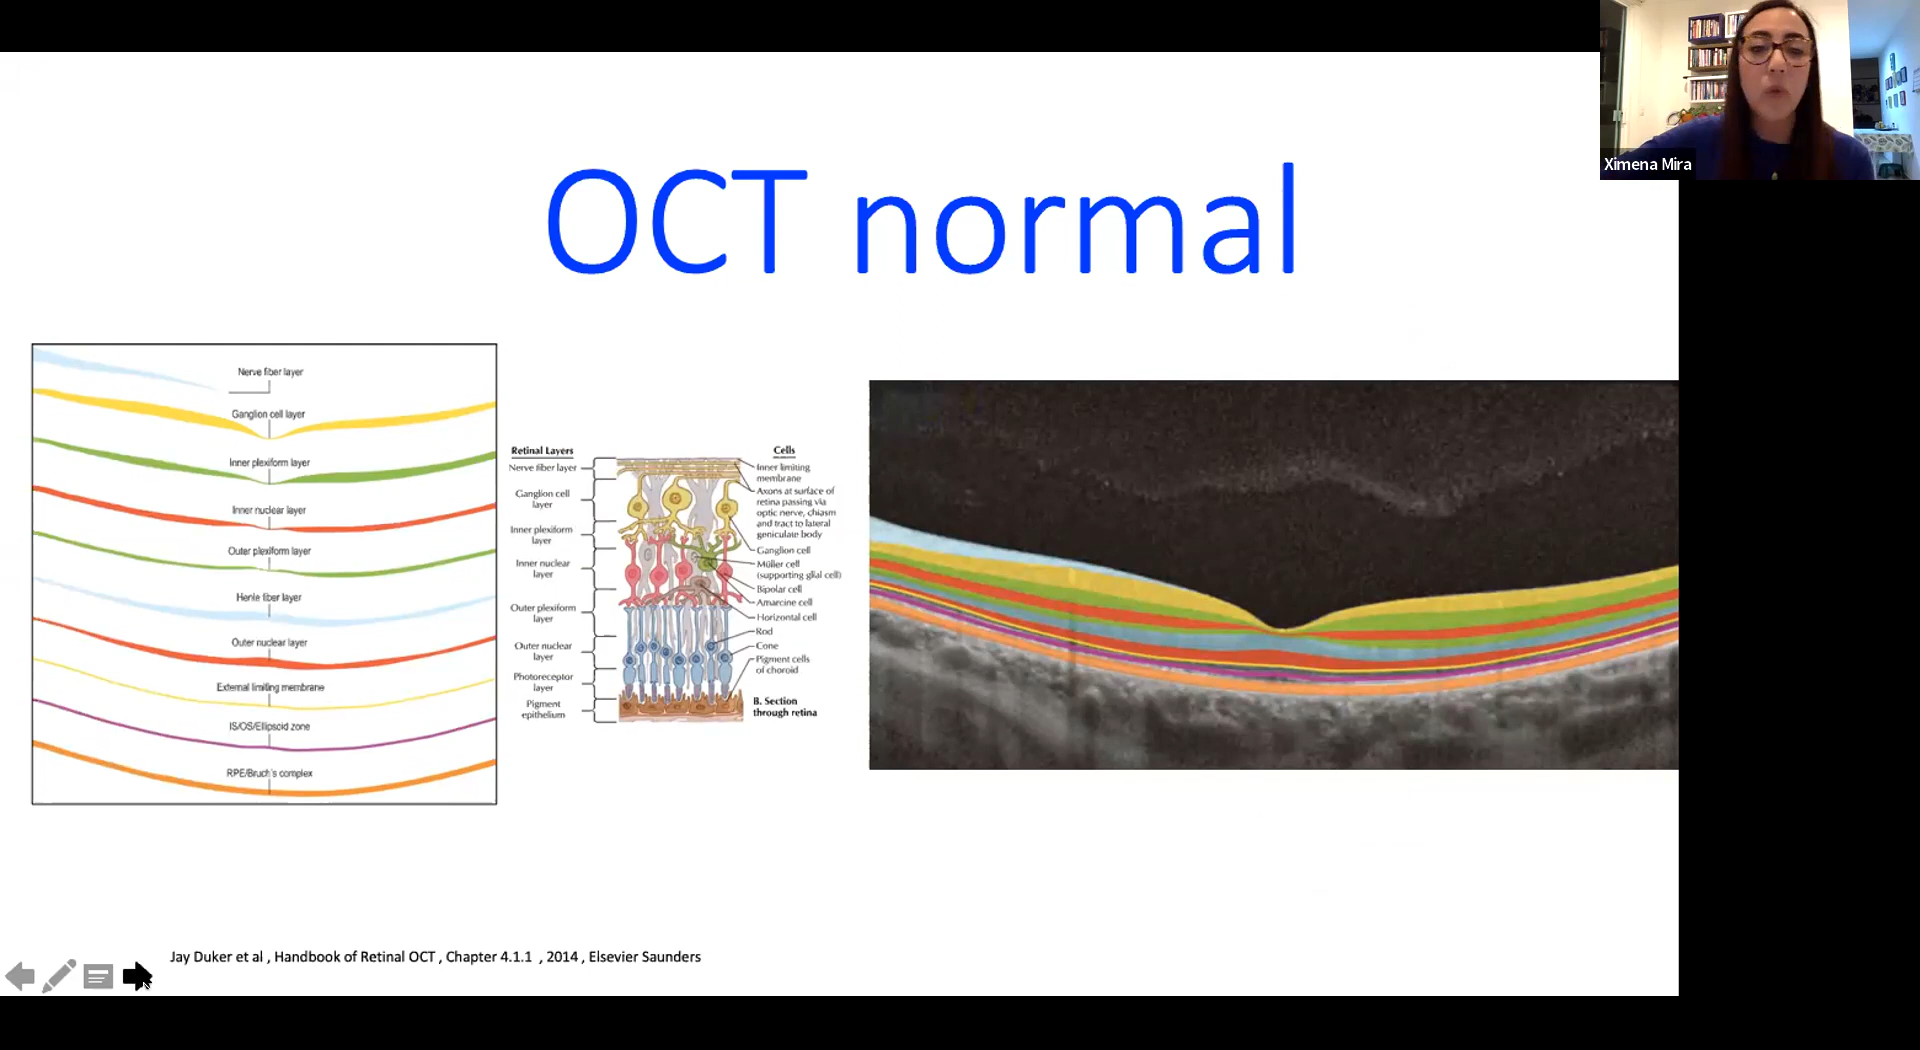 Ximena Mira
OCT normal
Nerve fiber layer
Ganglion cell layer
Inner plexiform layer
Inner nuclear layer
Outer plexiform layer
Henle fiber layer
Outer nuclear layer
External limiting membrane
IS/OS/Ellipsoid zone
RPE/Bruch's complex
Retinal Layers
Nerve fiber layer
Ganglion cell
layer
Inner plexiform
layer
Inner nuclear
layer
Outer plexiform
layer
Outer nuclear
layer
Photoreceptor
layer
Pigment
epithelium
Cells
Inner limiting
membrane
Axons at surface of
retina passing via
optic nerve, chiasm
and tract to lateral
geniculate body
Ganglion cell
Müller cell
(supporting glial cell)
Bipolar cell
Amarcine cell
Horizontal cell
Rod
Cone
Pigment cells
of choroid
B. Section
through retina
Jay Duker et al , Handbook of Retinal OCT , Chapter 4.1.1 , 2014 , Elsevier Saunders